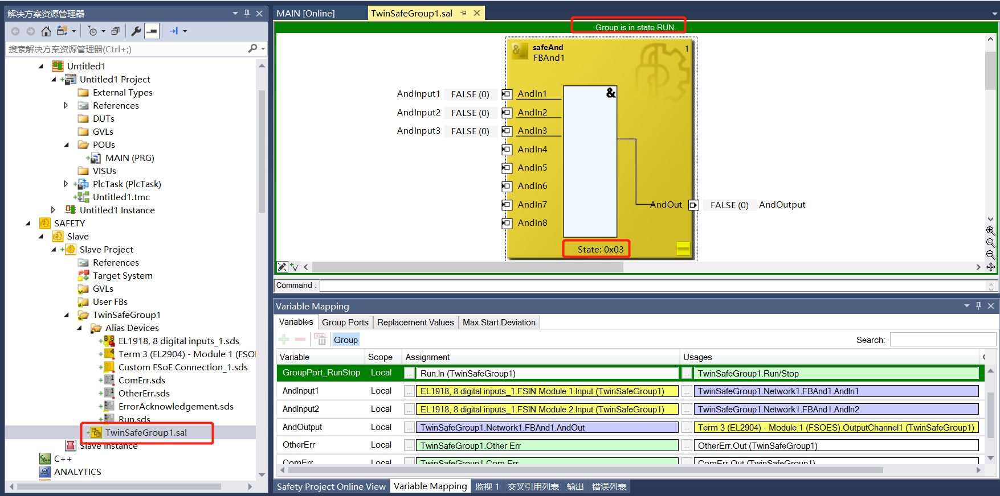 解决方案资源管理器
搜索解决方案资源管理器(Ctrl+;)
Untitled1
Untitled1 Project
External Types
References
DUTs
GVLs
POUs
MAIN (PRG)
VISUs
PlcTask (PlcTask)
Untitled1.tmc
Untitled1 Instance
SAFETY
Slave
Slave Project
References
Target System
GVLs
User FBs
TwinSafeGroup1
Alias Devices
EL1918, 8 digital inputs_1.sds
Term 3 (EL2904) - Module 1 (FSOI
Custom FSoE Connection_1.sds
ComErr.sds
OtherErr.sds
ErrorAcknowledgement.sds
Run.sds
TwinSafeGroup1.sal
Slave Instance
C++
ANALYTICS
MAIN [Online] TwinSafeGroup1.sal
Group is in state RUN.
& safeAnd 1
FBAnd1
&
AndInput1 FALSE (0) AndIn1
AndInput2 FALSE (0) AndIn2
AndInput3 FALSE (0) AndIn3
AndIn4
AndIn5
AndIn6
AndIn7 AndOut FALSE (0) AndOutput
AndIn8
State: 0x03
Command :
Variable Mapping
Variables Group Ports Replacement Values Max Start Deviation
Group Search:
Variable Scope Assignment Usages
GroupPort_RunStop Local ... Run.In (TwinSafeGroup1) ... TwinSafeGroup1.Run/Stop
AndInput1 Local ... EL1918, 8 digital inputs_1.FSIN Module 1.Input (TwinSafeGroup1) ... TwinSafeGroup1.Network1.FBAnd1.AndIn1
AndInput2 Local ... EL1918, 8 digital inputs_1.FSIN Module 2.Input (TwinSafeGroup1) ... TwinSafeGroup1.Network1.FBAnd1.AndIn2
AndOutput Local ... TwinSafeGroup1.Network1.FBAnd1.AndOut ... Term 3 (EL2904) - Module 1 (FSOES).OutputChannel1 (TwinSafeGroup1)
OtherErr Local ... TwinSafeGroup1.Other Err ... OtherErr.Out (TwinSafeGroup1)
ComErr Local ... TwinSafeGroup1.Com Err ... ComErr.Out (TwinSafeGroup1)
Safety Project Online View Variable Mapping 监视 1 交叉引用列表 输出 错误列表